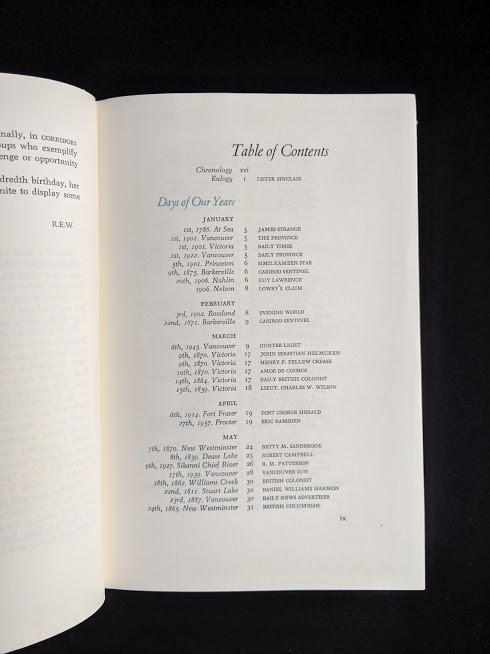 nally, in CORRIDORS
oups who exemplify
enge or opportunity
ndredth birthday, her
nite to display some
R.E.W.
Table of Contents
Chronology xvi
Eulogy 1 LISTER SINCLAIR
Days of Our Years
JANUARY
1st, 1786. At Sea 5 JAMES STRANGE
1st, 1901. Vancouver 5 THE PROVINCE
1st, 1901. Victoria 5 DAILY TIMES
1st, 1922. Vancouver 5 DAILY PROVINCE
5th, 1901. Princeton 6 SIMILKAMEEN STAR
9th, 1875. Barkerville 6 CARIBOO SENTINEL
20th, 1906. Nahlin 6 GUY LAWRENCE
1906. Nelson 8 LOWRY'S CLAIM
FEBRUARY
3rd, 1902. Rossland 8 EVENING WORLD
22nd, 1871. Barkerville 9 CARIBOO SENTINEL
MARCH
6th, 1945. Vancouver 9 GUNTER LIGHT
9th, 1870. Victoria 17 JOHN SEBASTIAN HELMCKEN
9th, 1870. Victoria 17 HENRY P. PELLEW CREASE
10th, 1870. Victoria 17 AMOR DE COSMOS
14th, 1864. Victoria 17 DAILY BRITISH COLONIST
15th, 1859. Victoria 18 LIEUT. CHARLES W. WILSON
APRIL
6th, 1914. Fort Fraser 19 FORT GEORGE HERALD
27th, 1957. Procter 19 ERIC RAMSDEN
MAY
7th, 1870. New Westminster 24 BETTY M. SANDBROOK
8th, 1839. Dease Lake 25 ROBERT CAMPBELL
9th, 1927. Sikanni Chief River 26 R. M. PATTERSON
17th, 1939. Vancouver 28 VANCOUVER SUN
18th, 1862. Williams Creek 30 BRITISH COLONIST
22nd, 1811. Stuart Lake 30 DANIEL WILLIAMS HARMON
23rd, 1887. Vancouver 30 DAILY NEWS ADVERTISER
24th, 1865. New Westminster 31 BRITISH COLUMBIAN
ix